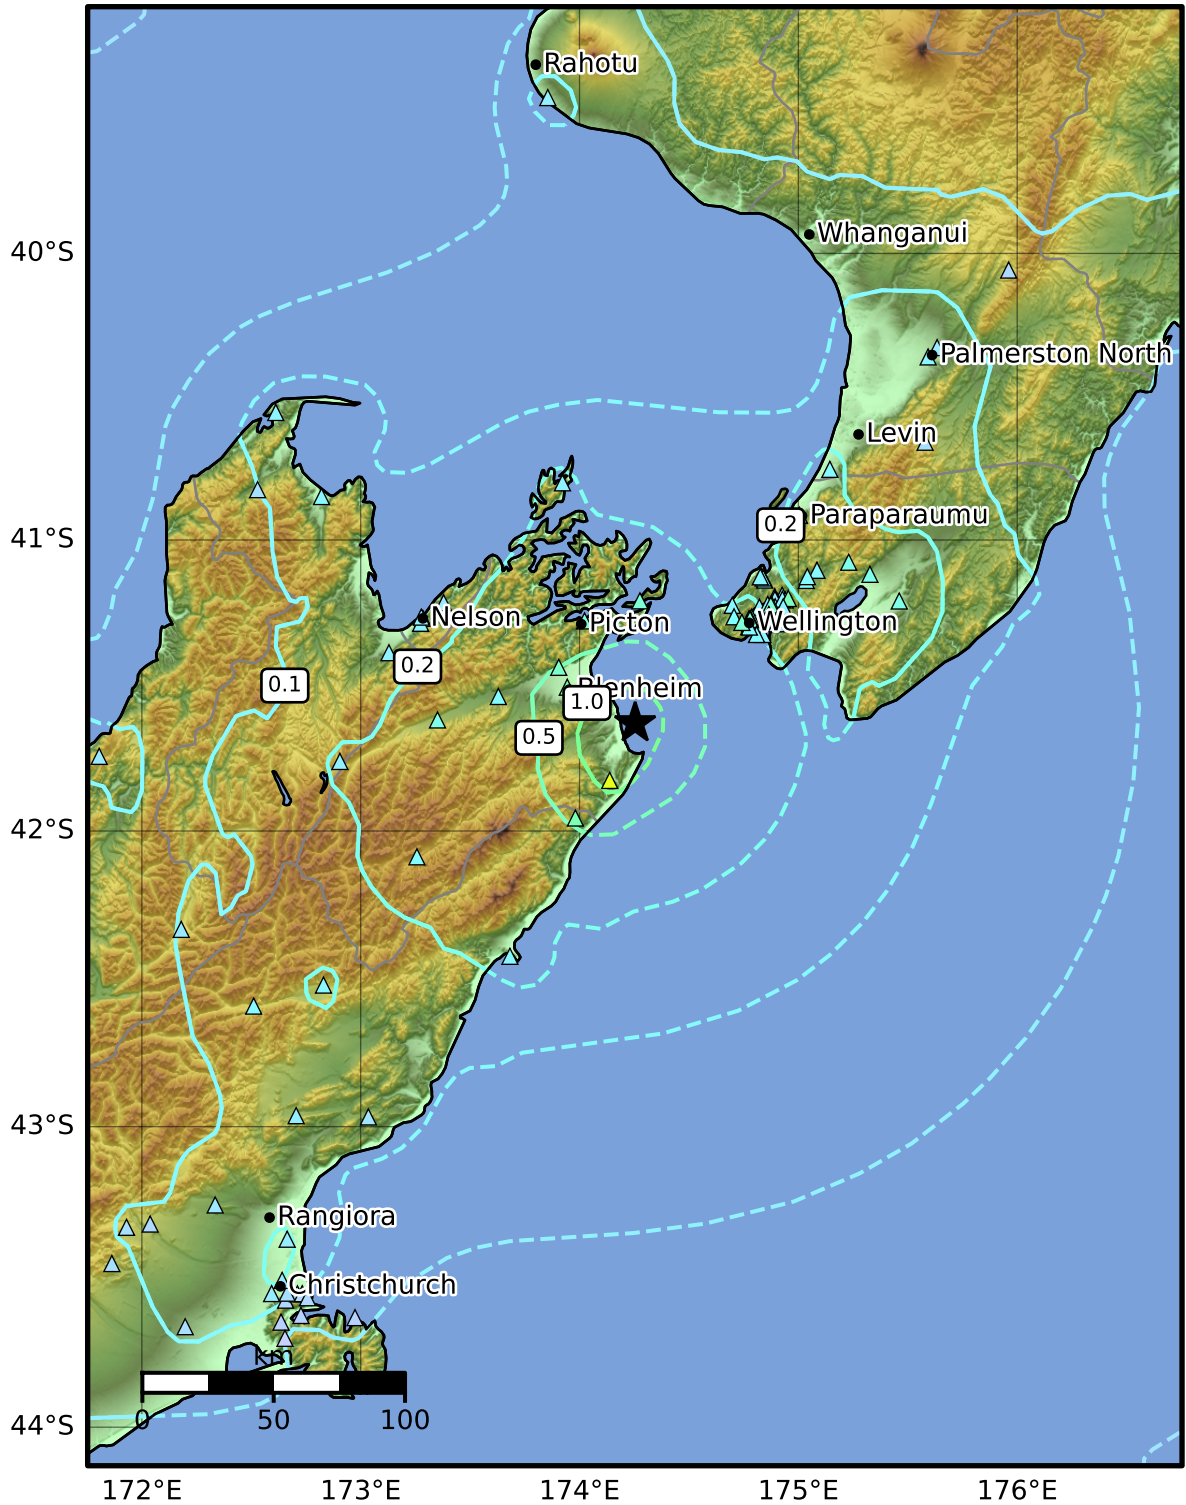 Rahotu
Whanganui
40°S
Palmerston North
Levin
Paraparaumu
0.2
41°S
Nelson
Picton
Wellington
0.2
0.1
Blenheim
1.0
0.5
42°S
43°S
Rangiora
Christchurch
km
0 50 100
44°S
172°E 173°E 174°E 175°E 176°E